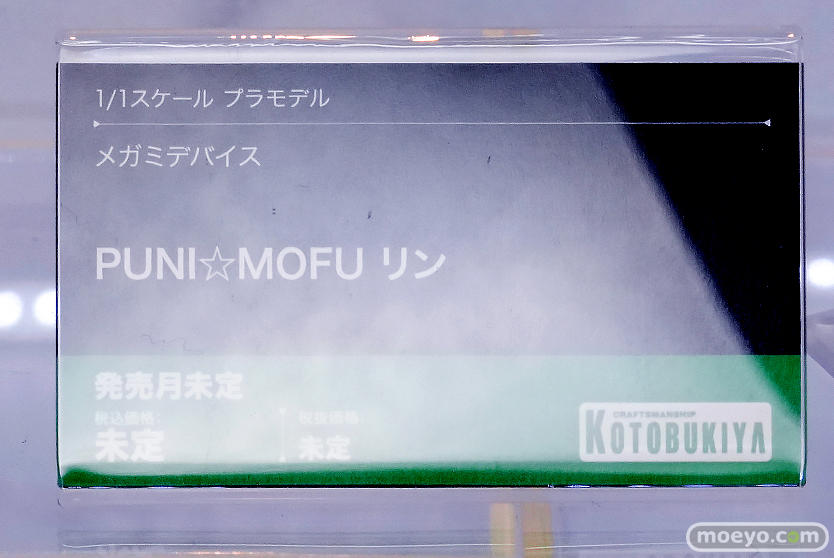 1/1スケール プラモデル
メガミデバイス
PUNI☆MOFU リン
発売月未定
税込価格:
未定
税抜価格:
未定
CRAFTSMANSHIP
KOTOBUKIYA
moeyo.com